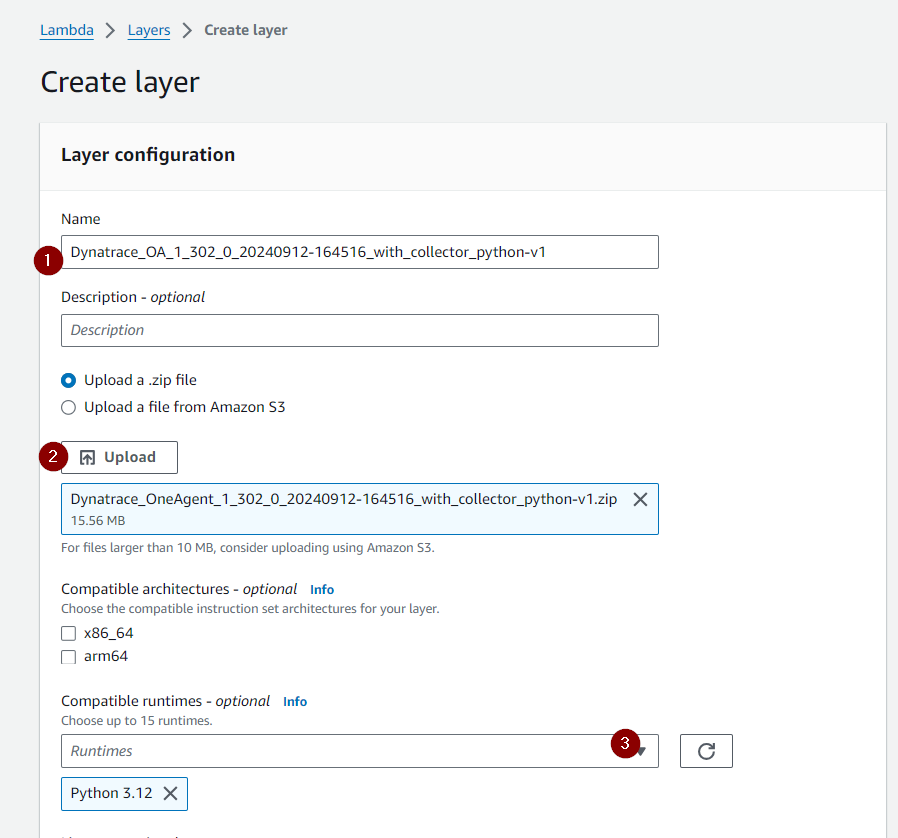 Lambda > Layers > Create layer
Create layer
Layer configuration
Name
1
Dynatrace_OA_1_302_0_20240912-164516_with_collector_python-v1
Description - optional
Description
Upload a .zip file
Upload a file from Amazon S3
2
Upload
Dynatrace_OneAgent_1_302_0_20240912-164516_with_collector_python-v1.zip
15.56 MB
For files larger than 10 MB, consider uploading using Amazon S3.
Compatible architectures - optional Info
Choose the compatible instruction set architectures for your layer.
x86_64
arm64
Compatible runtimes - optional Info
Choose up to 15 runtimes.
Runtimes
3
Python 3.12